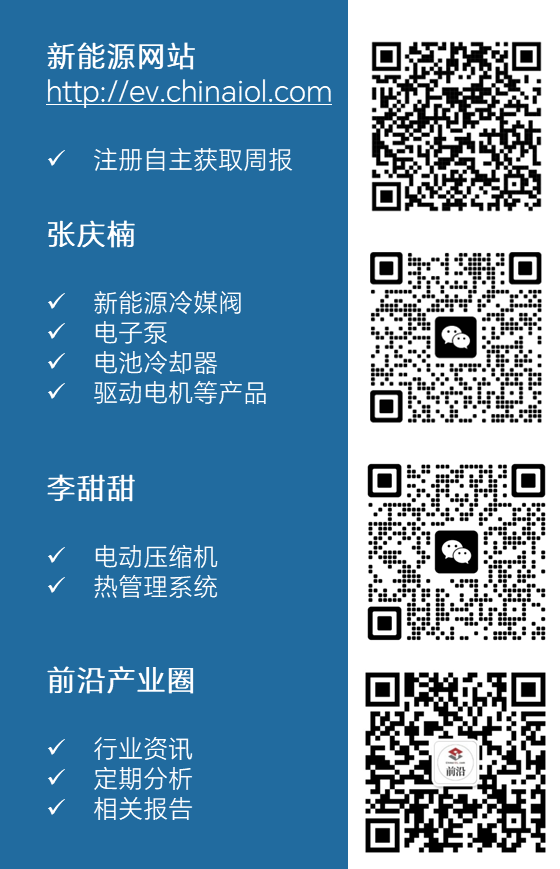 新能源网站
http://ev.chinaiol.com
✓ 注册自主获取周报
张庆楠
✓ 新能源冷媒阀
✓ 电子泵
✓ 电池冷却器
✓ 驱动电机等产品
李甜甜
✓ 电动压缩机
✓ 热管理系统
前沿产业圈
✓ 行业资讯
✓ 定期分析
✓ 相关报告
前沿